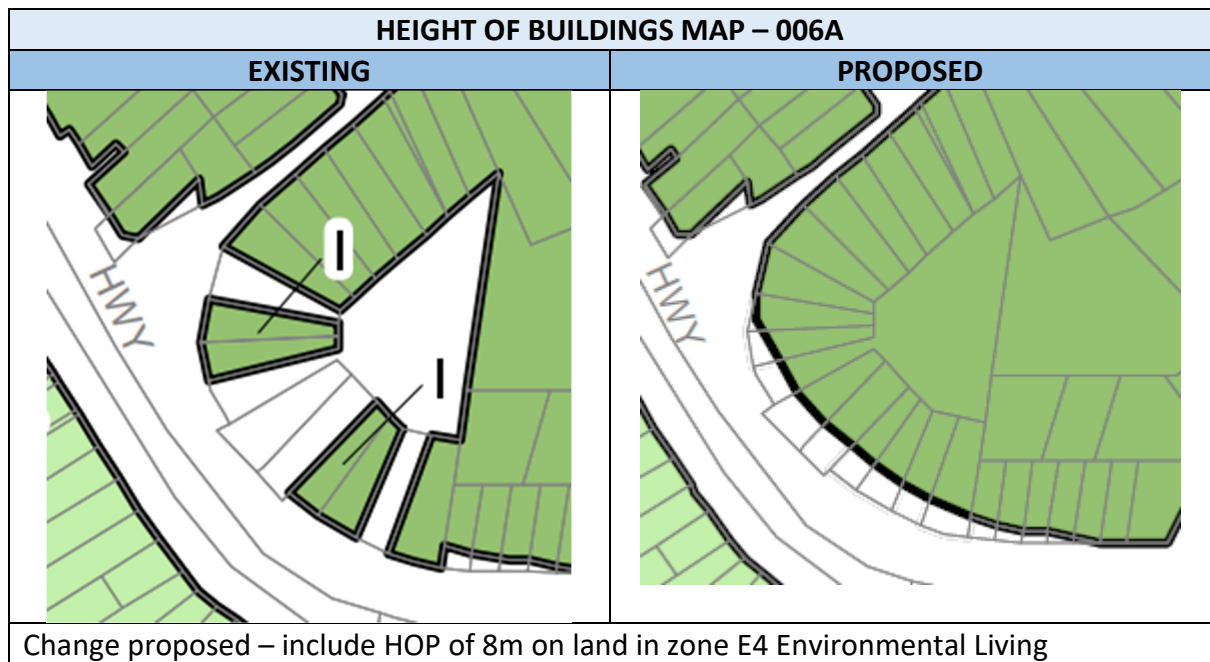 HEIGHT OF BUILDINGS MAP – 006A
EXISTING
PROPOSED
I
HWY
I
HWY
Change proposed – include HOP of 8m on land in zone E4 Environmental Living